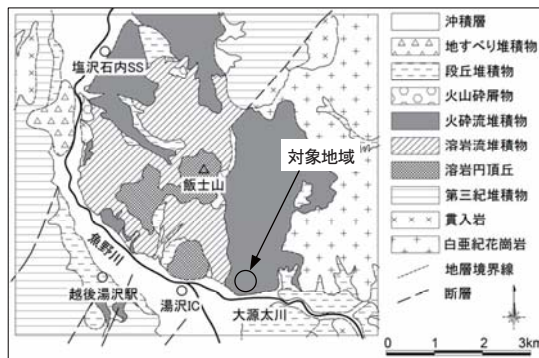 塩沢石内SS
対象地域
飯士山
魚野川
越後湯沢駅
湯沢IC
大源太川
沖積層
地すべり堆積物
段丘堆積物
火山砕屑物
火砕流堆積物
溶岩流堆積物
溶岩円頂丘
第三紀堆積物
貫入岩
白亜紀花崗岩
地層境界線
断層
0 1 2 3km